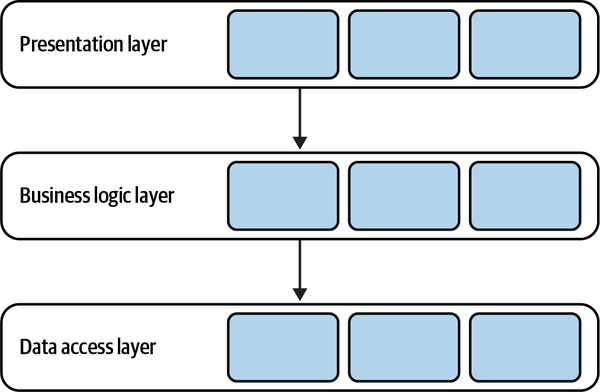 Presentation layer
Business logic layer
Data access layer